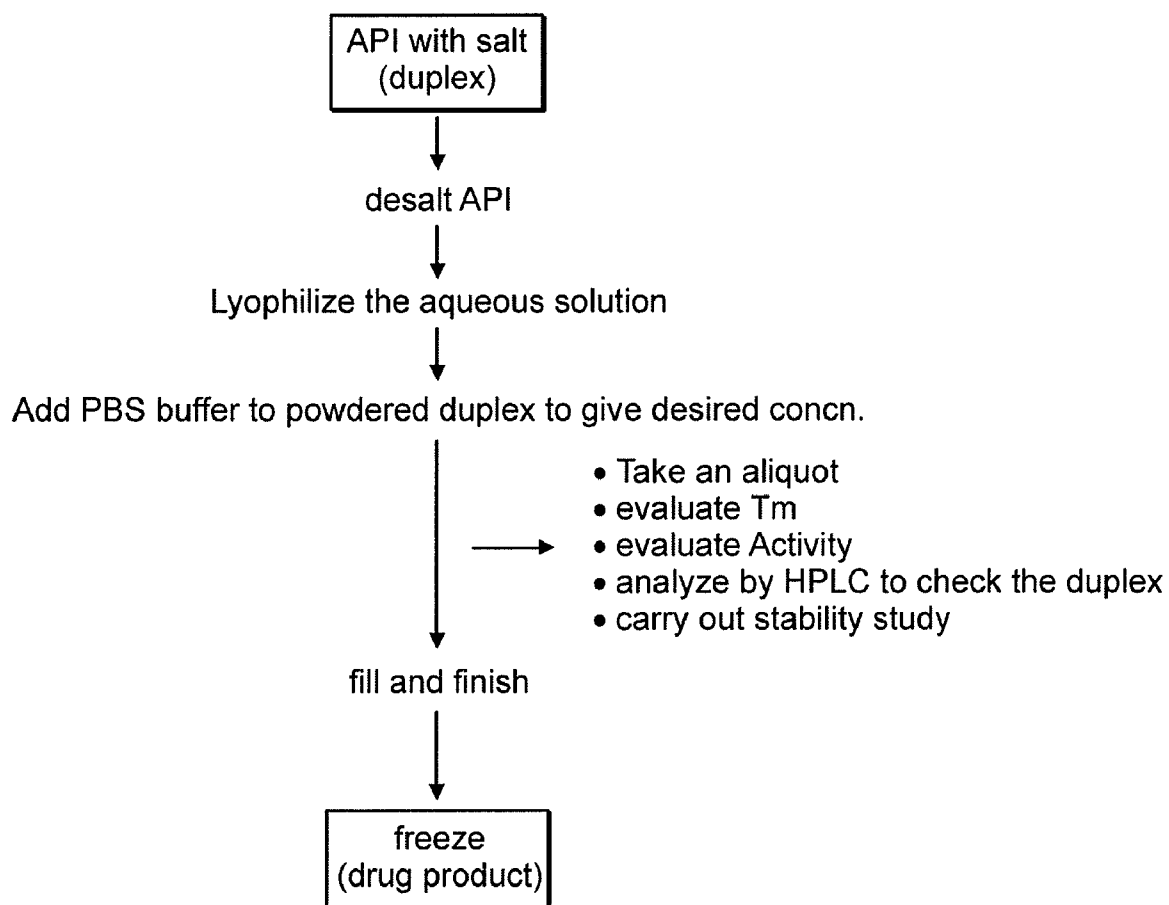 API with salt
(duplex)
desalt API
Lyophilize the aqueous solution
Add PBS buffer to powdered duplex to give desired concn.
• Take an aliquot
• evaluate Tm
• evaluate Activity
• analyze by HPLC to check the duplex
• carry out stability study
fill and finish
freeze
(drug product)